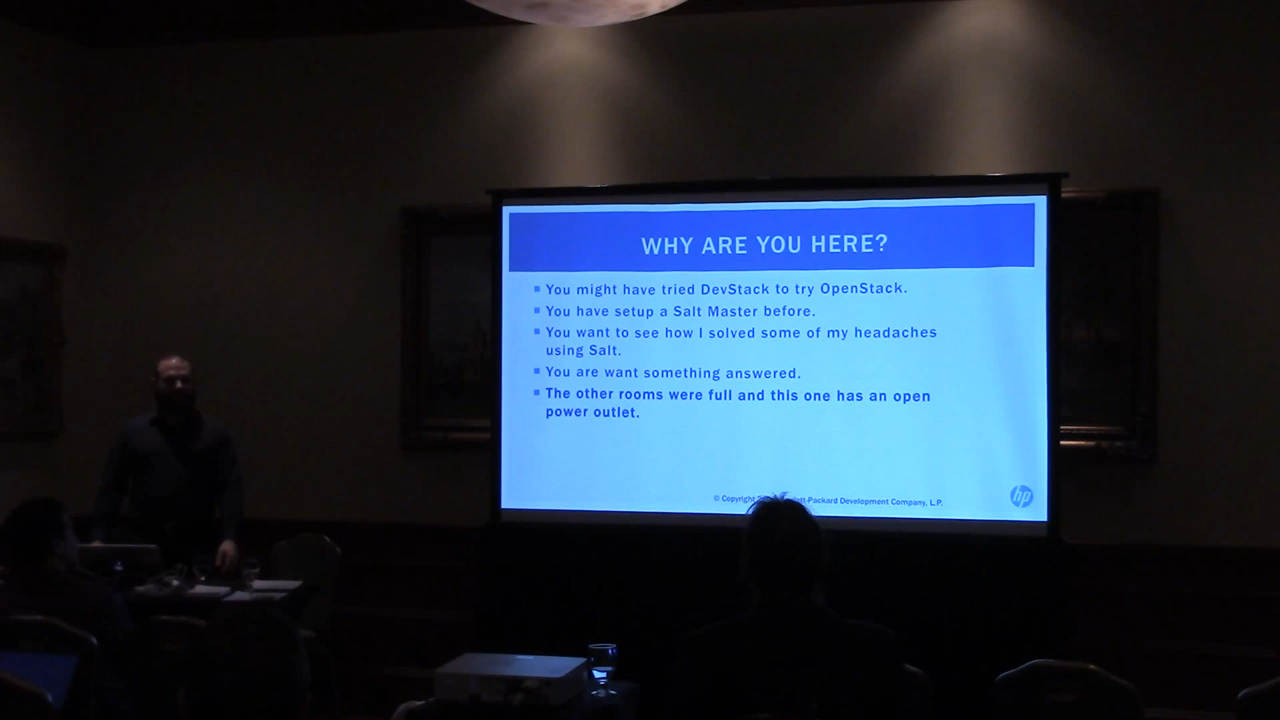 WHY ARE YOU HERE?
You might have tried DevStack to try OpenStack.
You have setup a Salt Master before.
You want to see how I solved some of my headaches
using Salt.
You are want something answered.
The other rooms were full and this one has an open
power outlet.
© Copyright ett-Packard Development Company, L.P.
hp